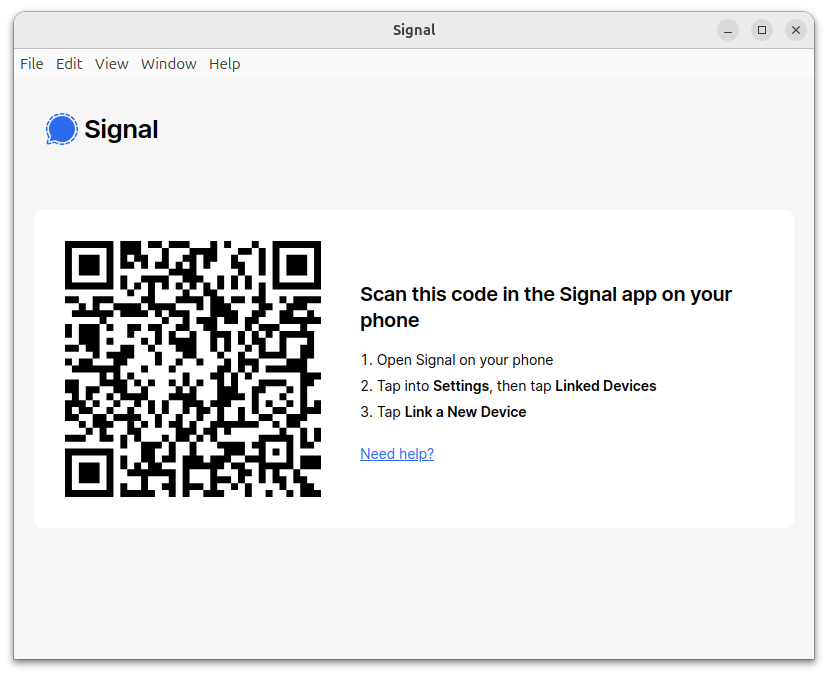 Signal
File Edit View Window Help
Signal
Scan this code in the Signal app on your
phone
1. Open Signal on your phone
2. Tap into Settings, then tap Linked Devices
3. Tap Link a New Device
Need help?